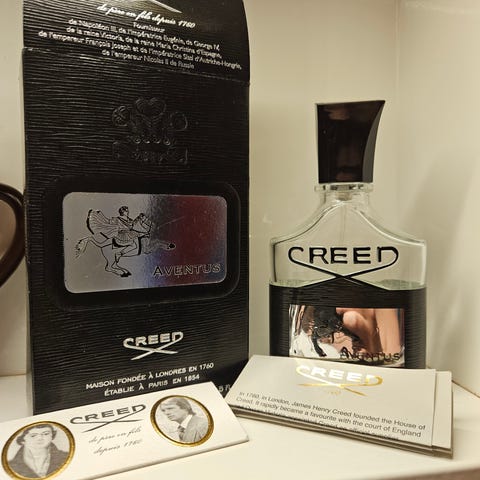 de père en fils depuis 1760
Fournisseur
de Napoléon III, de l'impératrice Eugénie, de George IV,
de la reine Victoria, de la reine Maria Christina d'Espagne,
de l'empereur François Joseph et de l'impératrice Sissi d'Autriche-Hongrie,
de l'empereur Nicolas II de Russie
AVENTUS
CREED
MAISON FONDÉE À LONDRES EN 1760
ÉTABLIE À PARIS EN 1854
CREED
AVENTUS
CREED
de père en fils
depuis 1760
CREED
1760
In 1760, in London, James Henry Creed founded the House of
Creed. It rapidly became a favourite with the court of England